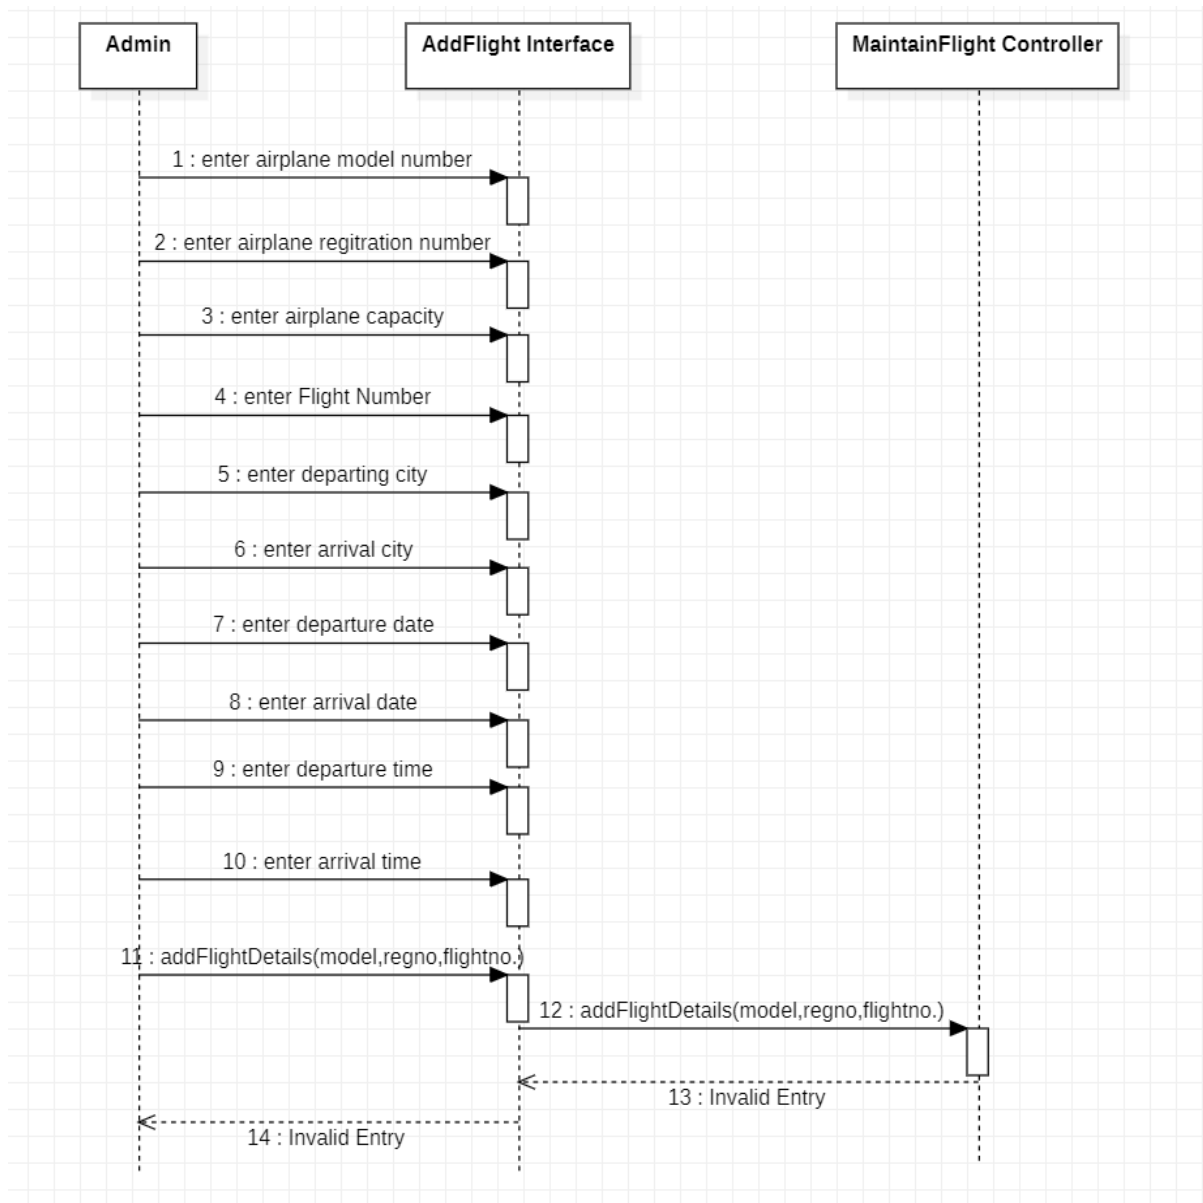 Admin
AddFlight Interface
MaintainFlight Controller
1 : enter airplane model number
2 : enter airplane regitration number
3 : enter airplane capacity
4 : enter Flight Number
5 : enter departing city
6 : enter arrival city
7 : enter departure date
8 : enter arrival date
9 : enter departure time
10 : enter arrival time
11 : addFlightDetails(model,regno,flightno.)
12 : addFlightDetails(model,regno,flightno.)
13 : Invalid Entry
14 : Invalid Entry